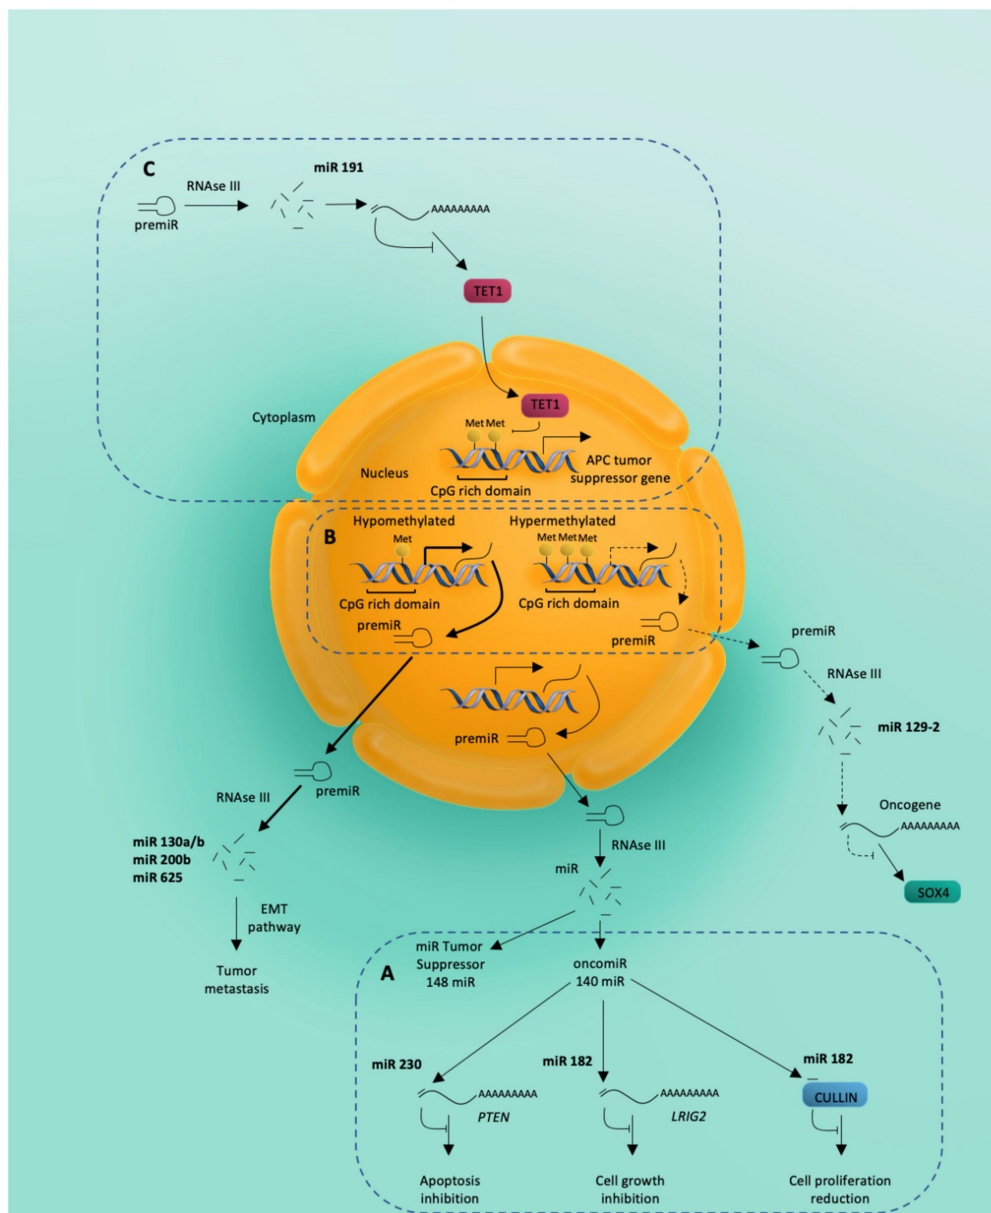 C
miR 191
RNAse III
AAAAAAAAA
premiR
TET1
Cytoplasm
TET1
Met Met
Nucleus
APC tumor
suppressor gene
CpG rich domain
B
Hypomethylated
Hypermethylated
Met
Met Met Met
CpG rich domain
CpG rich domain
premiR
premiR
premiR
RNAse III
premiR
miR 129-2
premiR
RNAse III
Oncogene
AAAAAAAAA
SOX4
miR 130a/b
miR 200b
miR 625
EMT
pathway
Tumor
metastasis
RNAse III
miR
miR Tumor
Suppressor
148 miR
A
oncomiR
140 miR
miR 230
AAAAAAAAA
PTEN
Apoptosis
inhibition
miR 182
AAAAAAAAA
LRIG2
Cell growth
inhibition
miR 182
CULLIN
Cell proliferation
reduction